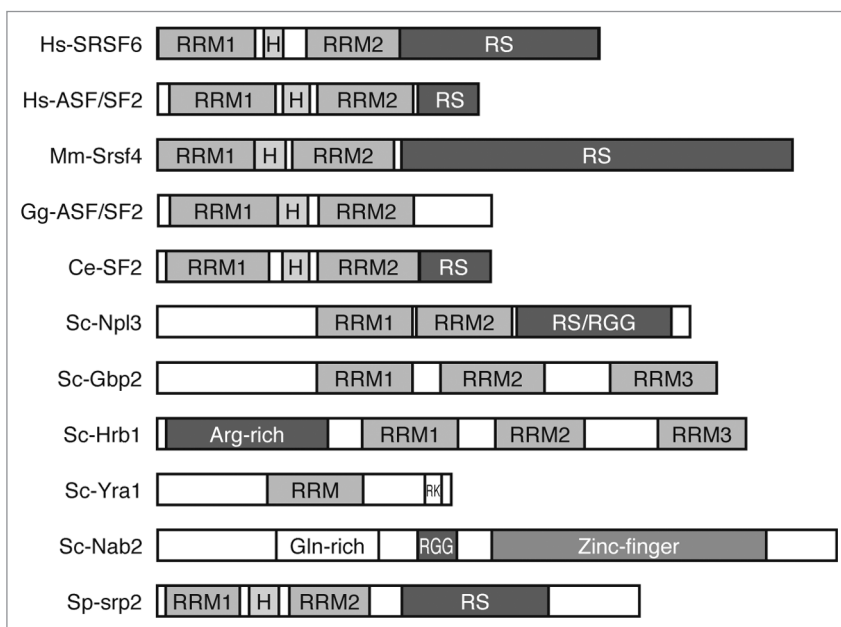 Hs-SRSF6 RRM1 H RRM2 RS
Hs-ASF/SF2 RRM1 H RRM2 RS
Mm-Srsf4 RRM1 H RRM2 RS
Gg-ASF/SF2 RRM1 H RRM2
Ce-SF2 RRM1 H RRM2 RS
Sc-Npl3 RRM1 RRM2 RS/RGG
Sc-Gbp2 RRM1 RRM2 RRM3
Sc-Hrb1 Arg-rich RRM1 RRM2 RRM3
Sc-Yra1 RRM RK
Sc-Nab2 Gln-rich RGG Zinc-finger
Sp-srp2 RRM1 H RRM2 RS